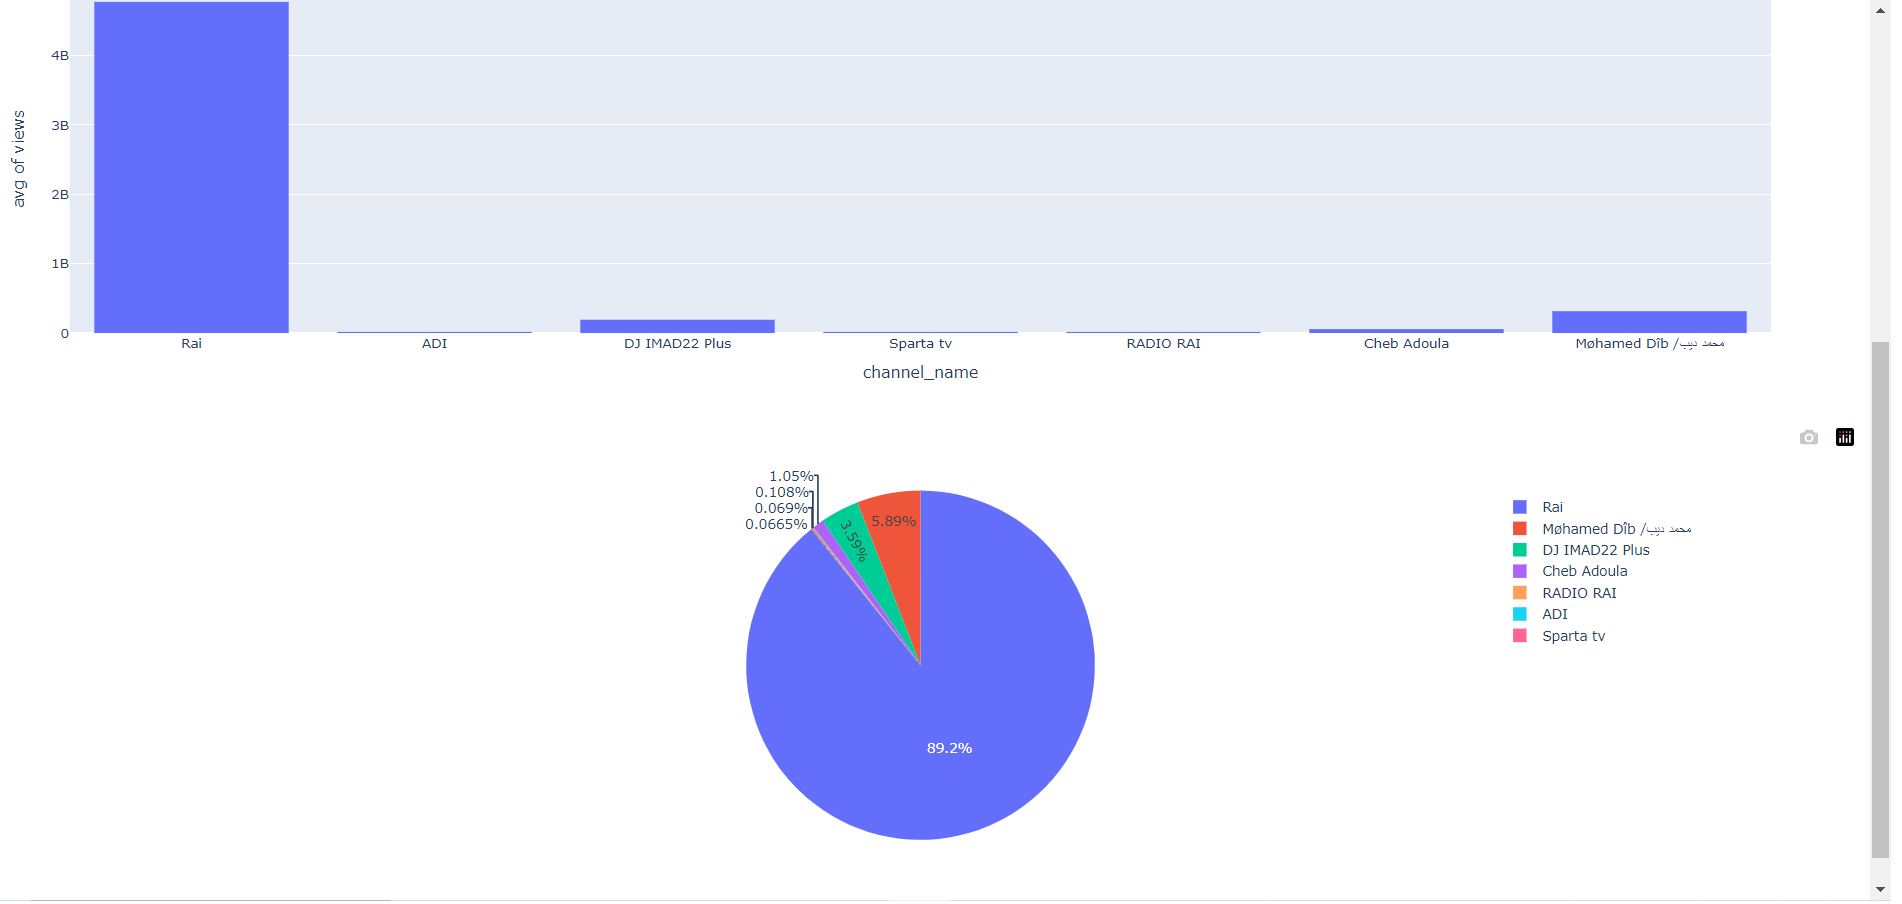 4B
3B
2B
1B
0
avg of views
Rai
ADI
DJ IMAD22 Plus
Sparta tv
RADIO RAI
Cheb Adoula
Møhamed Dîb /محمد ديب
channel_name
1.05%
0.108%
0.069%
0.0665%
3.59%
5.89%
89.2%
Rai
Møhamed Dîb /محمد ديب
DJ IMAD22 Plus
Cheb Adoula
RADIO RAI
ADI
Sparta tv